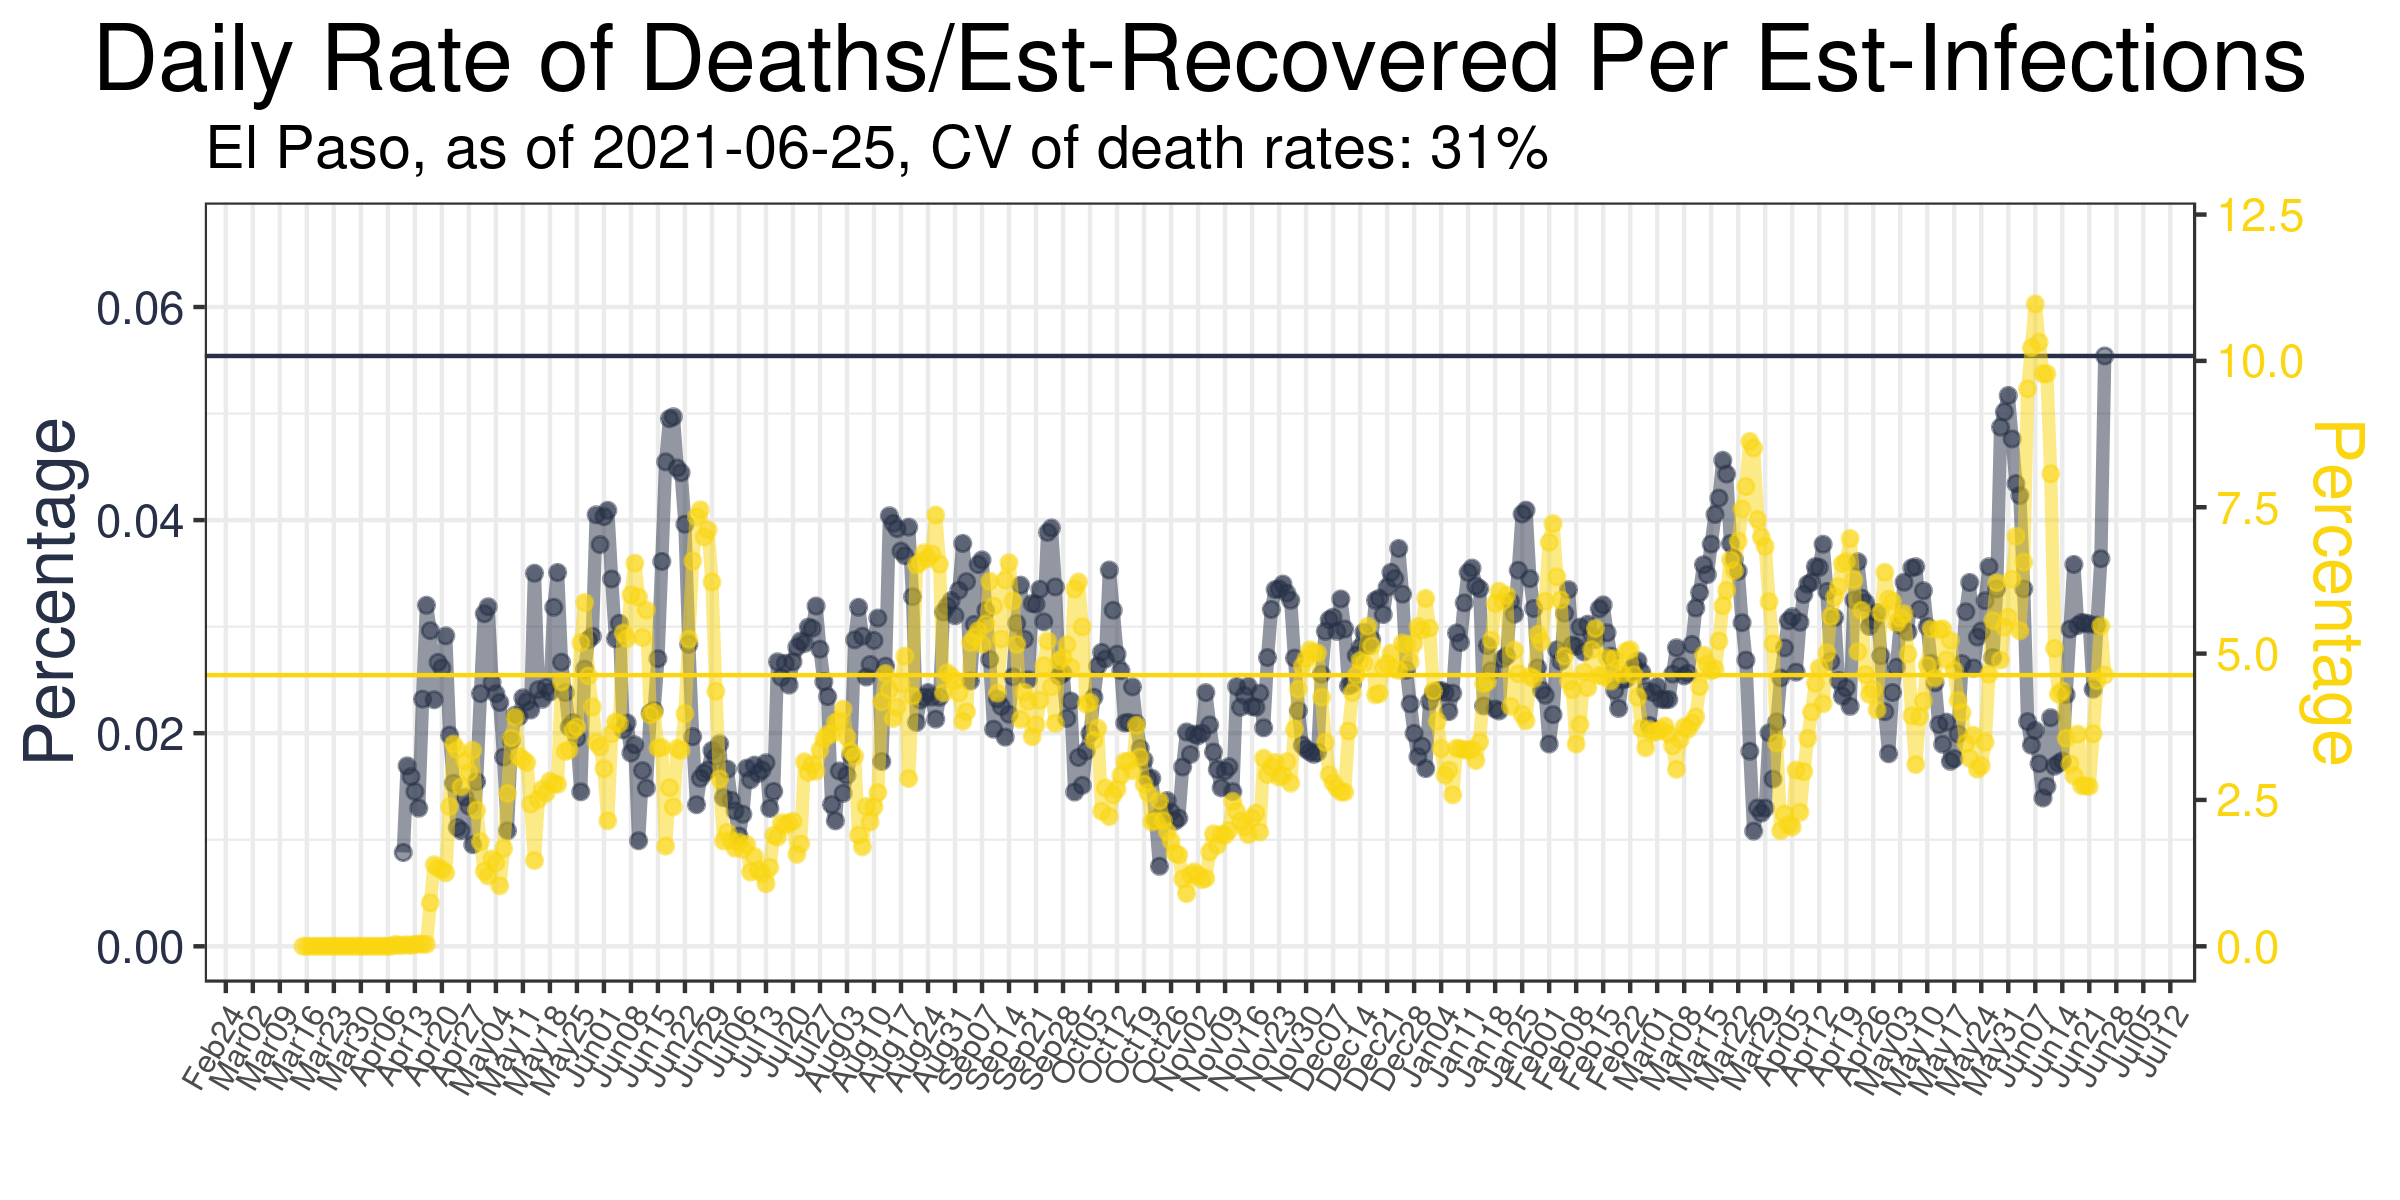 Daily Rate of Deaths/Est-Recovered Per Est-Infections
El Paso, as of 2021-06-25, CV of death rates: 31%
Percentage
0.06
0.04
0.02
0.00
12.5
10.0
7.5
5.0
2.5
0.0
Percentage
Feb24
Mar02
Mar09
Mar16
Mar23
Mar30
Apr06
Apr13
Apr20
Apr27
May04
May11
May18
May25
Jun01
Jun08
Jun15
Jun22
Jun29
Jul06
Jul13
Jul20
Jul27
Aug03
Aug10
Aug17
Aug24
Aug31
Sep07
Sep14
Sep21
Sep28
Oct05
Oct12
Oct19
Oct26
Nov02
Nov09
Nov16
Nov23
Nov30
Dec07
Dec14
Dec21
Dec28
Jan04
Jan11
Jan18
Jan25
Feb01
Feb08
Feb15
Feb22
Mar01
Mar08
Mar15
Mar22
Mar29
Apr05
Apr12
Apr19
Apr26
May03
May10
May17
May24
May31
Jun07
Jun14
Jun21
Jun28
Jul05
Jul12